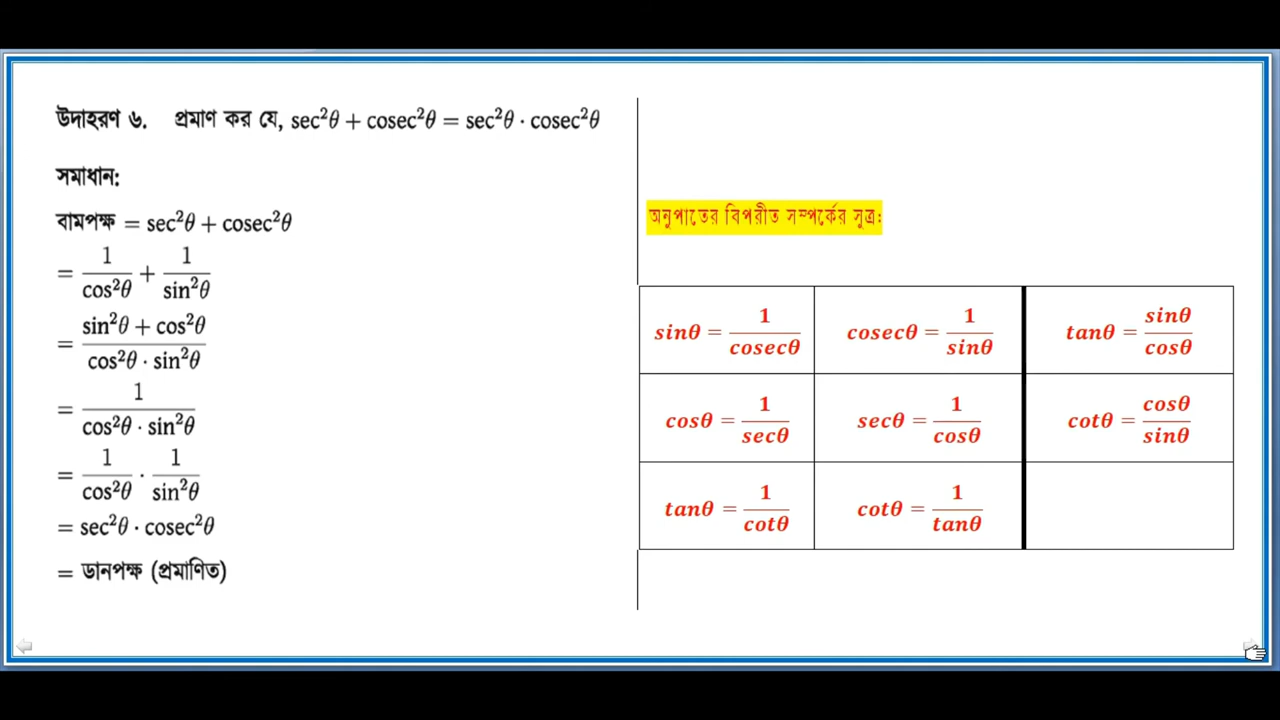 উদাহরণ ৬. প্রমাণ কর যে, sec²θ + cosec²θ = sec²θ · cosec²θ
সমাধান:
বামপক্ষ = sec²θ + cosec²θ
= 1/cos²θ + 1/sin²θ
= (sin²θ + cos²θ)/(cos²θ · sin²θ)
= 1/(cos²θ · sin²θ)
= 1/cos²θ · 1/sin²θ
= sec²θ · cosec²θ
= ডানপক্ষ (প্রমাণিত)
অনুপাতের বিপরীত সম্পর্কের সুত্র:
sinθ = 1/cosecθ cosecθ = 1/sinθ tanθ = sinθ/cosθ
cosθ = 1/secθ secθ = 1/cosθ cotθ = cosθ/sinθ
tanθ = 1/cotθ cotθ = 1/tanθ